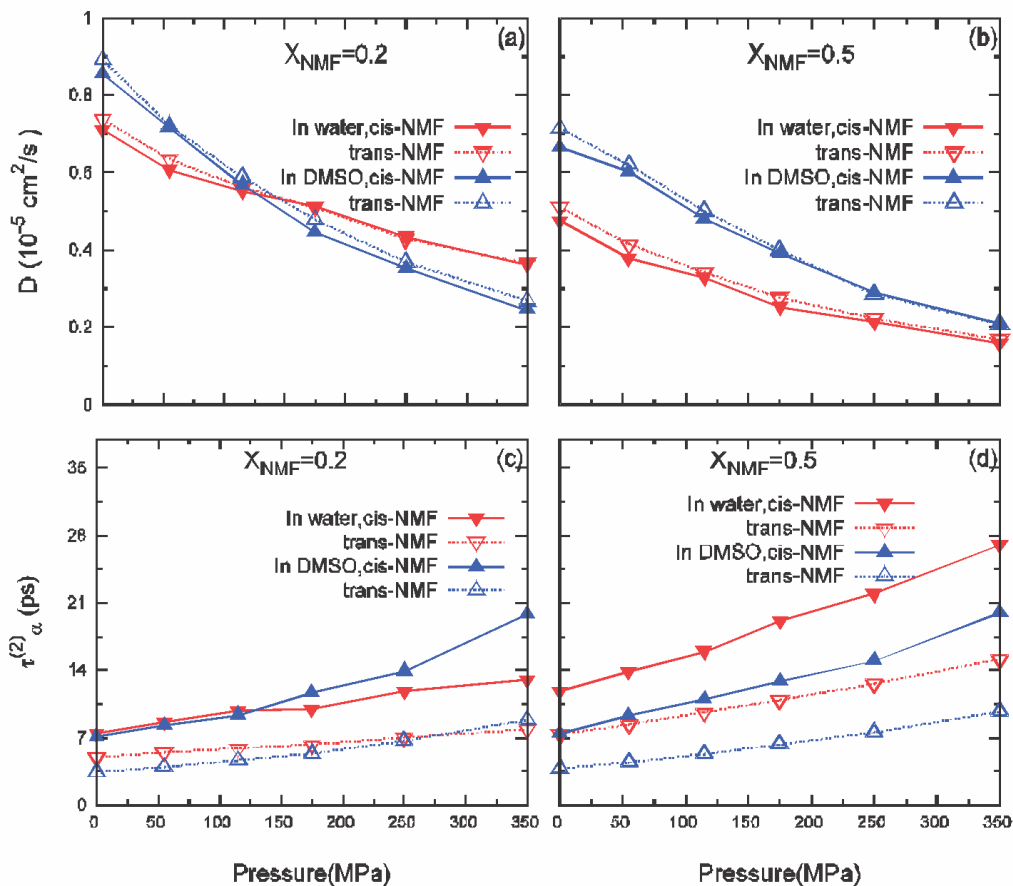 (a)
X_NMF=0.2
In water,cis-NMF
trans-NMF
In DMSO,cis-NMF
trans-NMF
D (10^-5 cm^2/s)
1
0.8
0.6
0.4
0.2
0
(b)
X_NMF=0.5
In water,cis-NMF
trans-NMF
In DMSO,cis-NMF
trans-NMF
(c)
X_NMF=0.2
In water,cis-NMF
trans-NMF
In DMSO,cis-NMF
trans-NMF
τ^(2)_α (ps)
36
28
21
14
7
0
0 50 100 150 200 250 300 350
Pressure(MPa)
(d)
X_NMF=0.5
In water,cis-NMF
trans-NMF
In DMSO,cis-NMF
trans-NMF
0 50 100 150 200 250 300 350
Pressure(MPa)